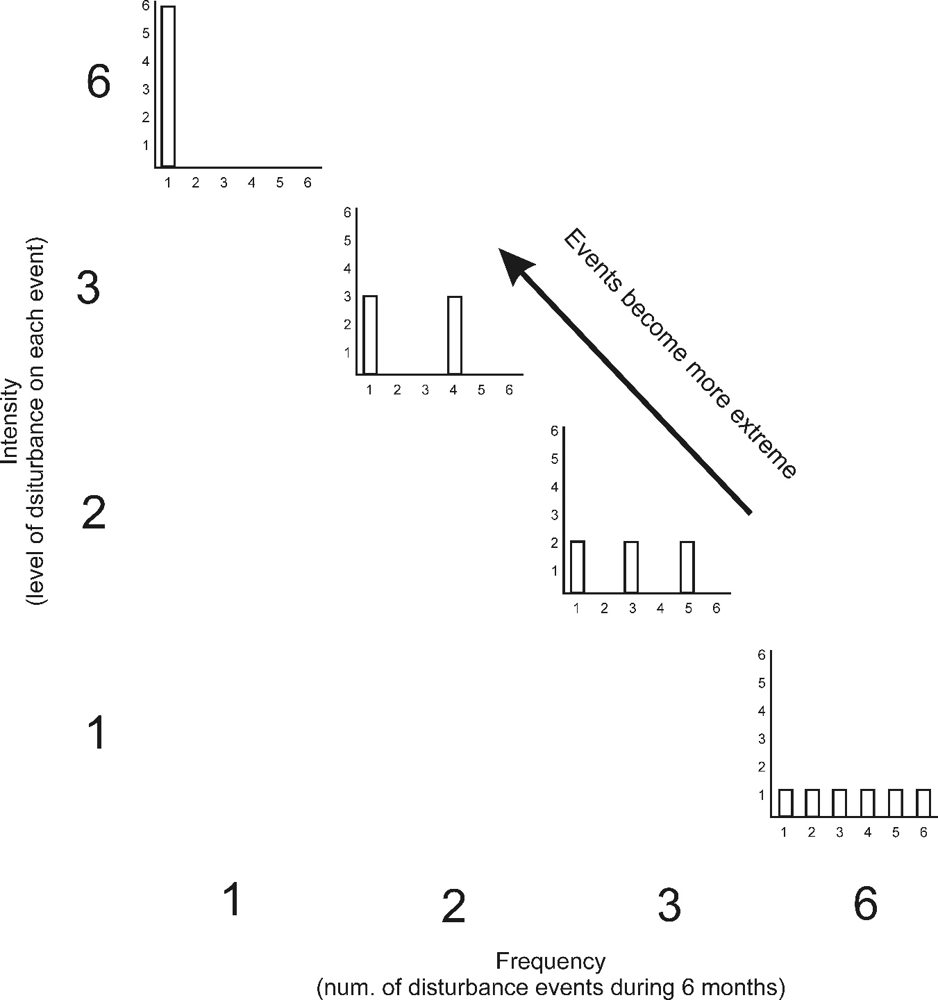 6
5
4
3
2
1
1 2 3 4 5 6
6
5
4
3
2
1
1 2 3 4 5 6
6
5
4
3
2
1
1 2 3 4 5 6
6
5
4
3
2
1
1 2 3 4 5 6
Events become more extreme
Intensity
(level of dsiturbance on each event)
6
3
2
1
1 2 3 6
Frequency
(num. of disturbance events during 6 months)